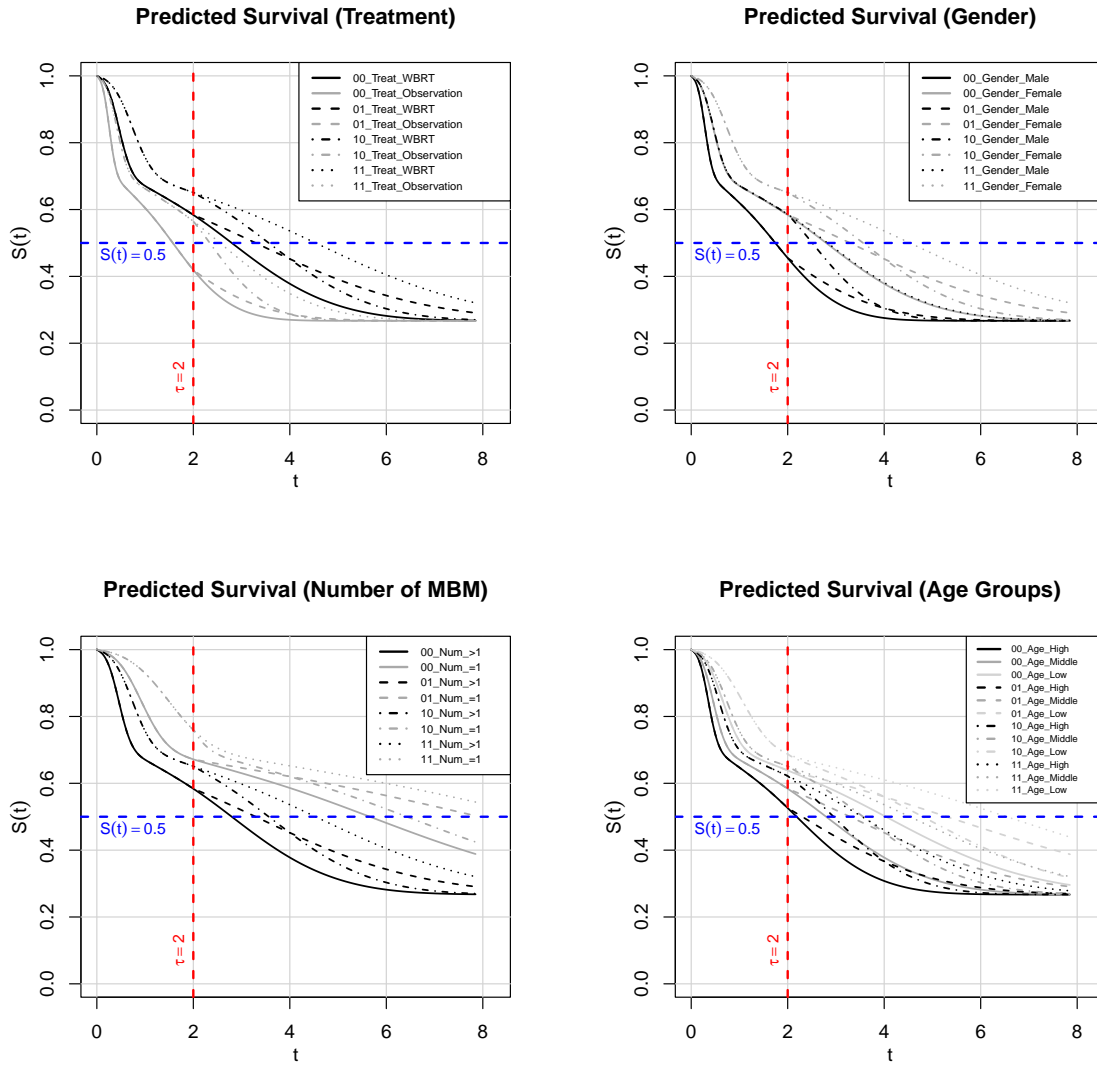 Predicted Survival (Treatment)
S(t)
1.0
0.8
0.6
0.4
0.2
0.0
00_Treat_WBRT
00_Treat_Observation
01_Treat_WBRT
01_Treat_Observation
10_Treat_WBRT
10_Treat_Observation
11_Treat_WBRT
11_Treat_Observation
S(t) = 0.5
τ = 2
0 2 4 6 8
t
Predicted Survival (Gender)
S(t)
1.0
0.8
0.6
0.4
0.2
0.0
00_Gender_Male
00_Gender_Female
01_Gender_Male
01_Gender_Female
10_Gender_Male
10_Gender_Female
11_Gender_Male
11_Gender_Female
S(t) = 0.5
τ = 2
0 2 4 6 8
t
Predicted Survival (Number of MBM)
S(t)
1.0
0.8
0.6
0.4
0.2
0.0
00_Num_>1
00_Num_=1
01_Num_>1
01_Num_=1
10_Num_>1
10_Num_=1
11_Num_>1
11_Num_=1
S(t) = 0.5
τ = 2
0 2 4 6 8
t
Predicted Survival (Age Groups)
S(t)
1.0
0.8
0.6
0.4
0.2
0.0
00_Age_High
00_Age_Middle
00_Age_Low
01_Age_High
01_Age_Middle
01_Age_Low
10_Age_High
10_Age_Middle
10_Age_Low
11_Age_High
11_Age_Middle
11_Age_Low
S(t) = 0.5
τ = 2
0 2 4 6 8
t